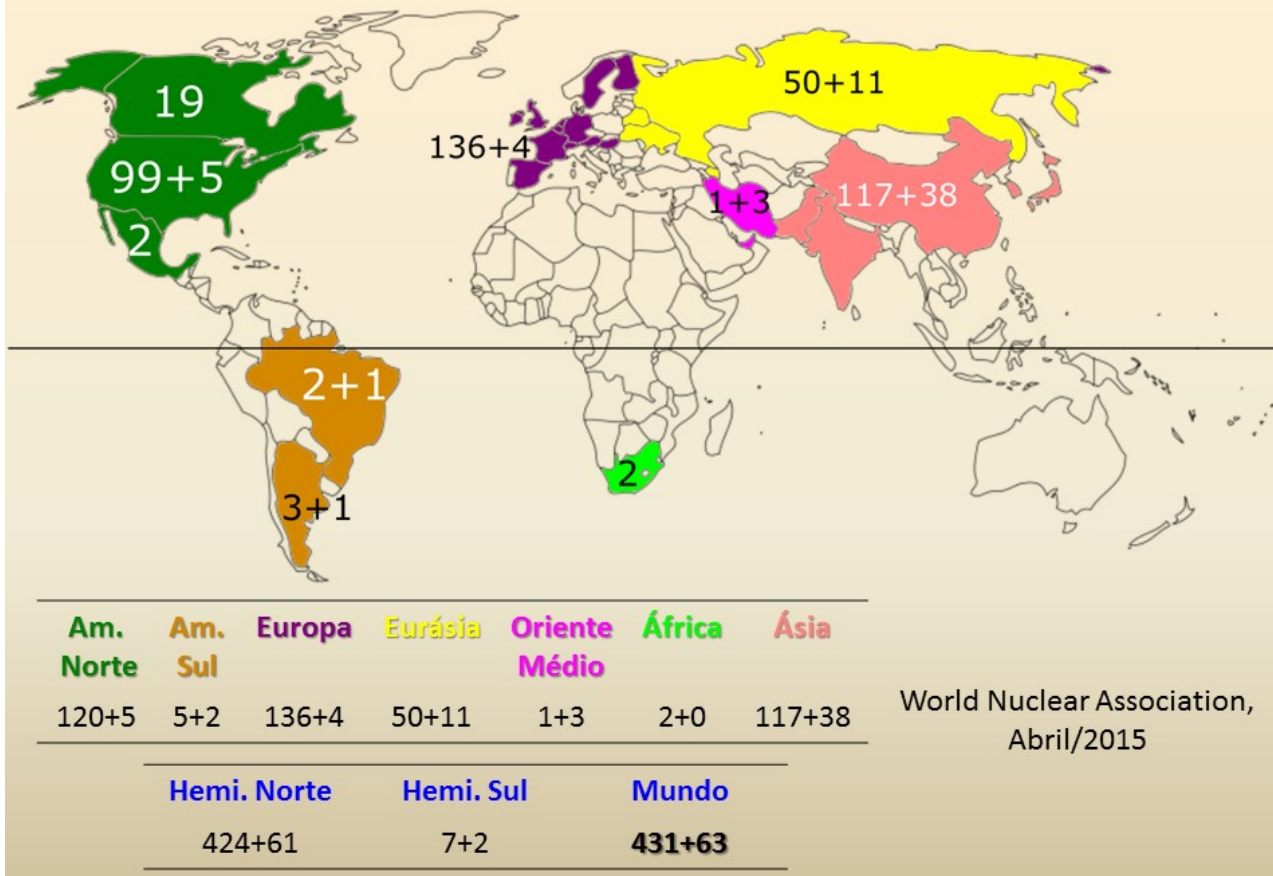 19
50+11
136+4
99+5
1+3
117+38
2
2+1
2
3+1
Am. Norte Am. Sul Europa Eurásia Oriente Médio África Ásia
120+5 5+2 136+4 50+11 1+3 2+0 117+38
World Nuclear Association,
Abril/2015
Hemi. Norte Hemi. Sul Mundo
424+61 7+2 431+63